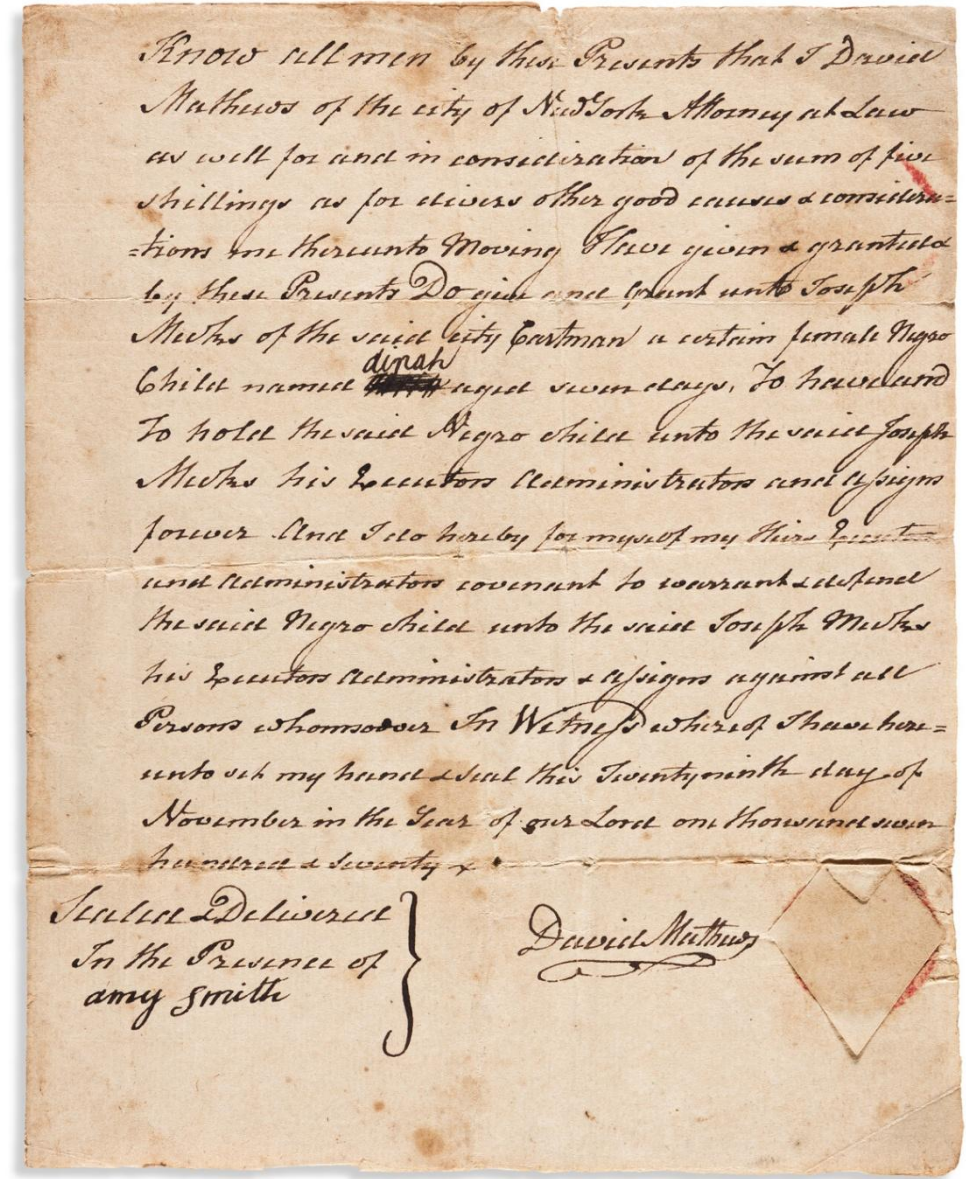 Know all men by these Presents that I David
Mathews of the city of New York Attorney at Law
as well for and in consideration of the sum of five
shillings as for divers other good causes & considera=
=tions me thereunto Moving Have given & granted &
by these Presents Do give and Grant unto Joseph
Meeks of the said city Cartman a certain female Negro
dinah
Child named aged seven days. To have and
To hold the said Negro child unto the said Joseph
Meeks his Executors Administrators and assigns
forever And I do hereby for myself my Heirs Executors
and Administrators covenant to warrant & defend
the said Negro child unto the said Joseph Meeks
his Executors Administrators & assigns against all
Persons whomsoever In Witness whereof I have here=
unto set my hand & seal this Twenty ninth day of
November in the Year of our Lord one thousand seven
hundred & seventy
Sealed & Delivered
In the Presence of
amy smith
David Mathews